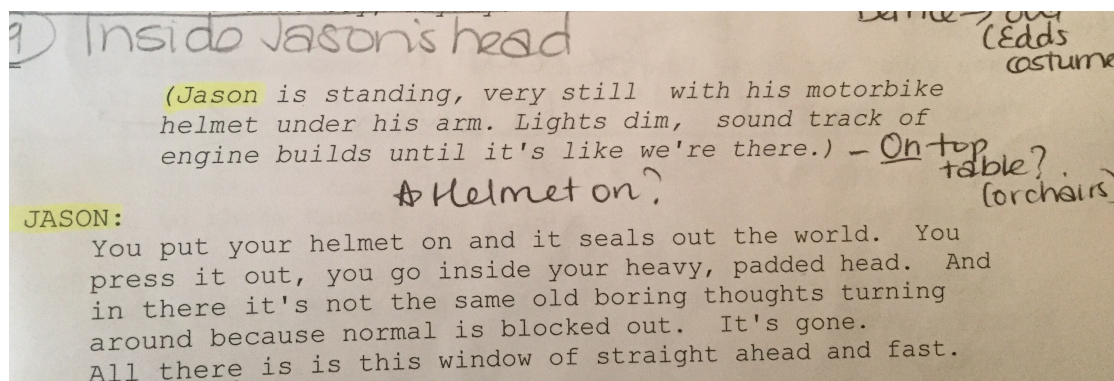 9) Inside Jason's head
(Edds
costume
(Jason is standing, very still with his motorbike
helmet under his arm. Lights dim, sound track of
engine builds until it's like we're there.) – On top
table?
(or chairs)
☆ Helmet on?
JASON:
You put your helmet on and it seals out the world. You
press it out, you go inside your heavy, padded head. And
in there it's not the same old boring thoughts turning
around because normal is blocked out. It's gone.
All there is is this window of straight ahead and fast.